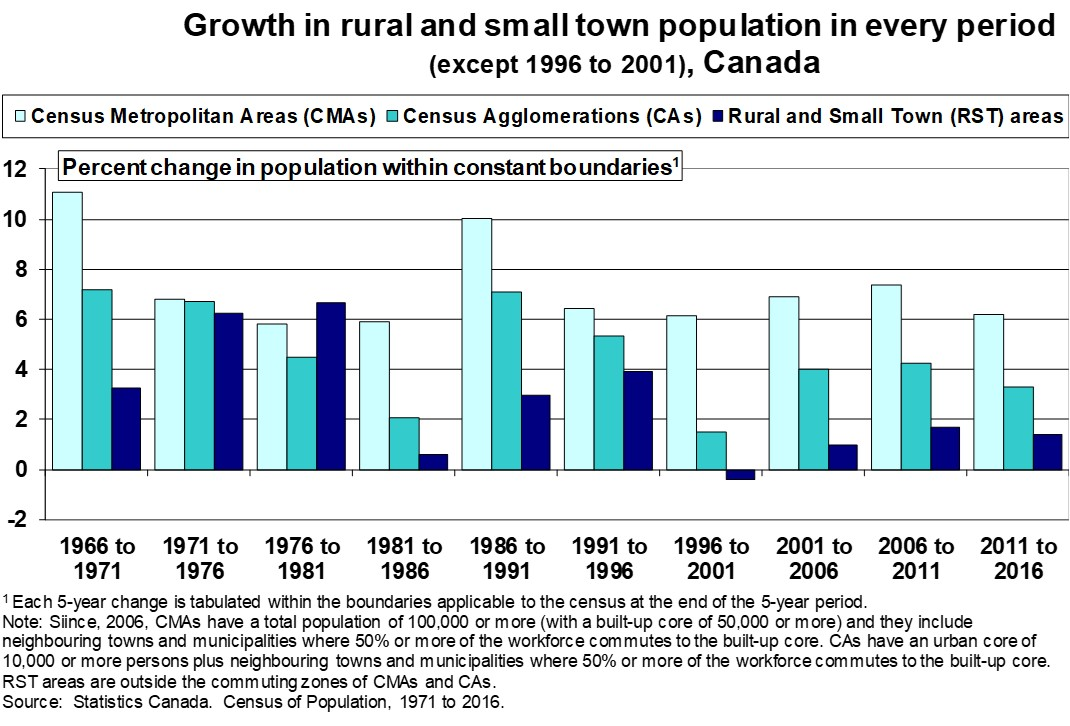 Growth in rural and small town population in every period
(except 1996 to 2001), Canada
Census Metropolitan Areas (CMAs) Census Agglomerations (CAs) Rural and Small Town (RST) areas
Percent change in population within constant boundaries¹
12
10
8
6
4
2
0
-2
1966 to 1971 to 1976 to 1981 to 1986 to 1991 to 1996 to 2001 to 2006 to 2011 to
1971 1976 1981 1986 1991 1996 2001 2006 2011 2016
¹ Each 5-year change is tabulated within the boundaries applicable to the census at the end of the 5-year period.
Note: Siince, 2006, CMAs have a total population of 100,000 or more (with a built-up core of 50,000 or more) and they include
neighbouring towns and municipalities where 50% or more of the workforce commutes to the built-up core. CAs have an urban core of
10,000 or more persons plus neighbouring towns and municipalities where 50% or more of the workforce commutes to the built-up core.
RST areas are outside the commuting zones of CMAs and CAs.
Source: Statistics Canada. Census of Population, 1971 to 2016.